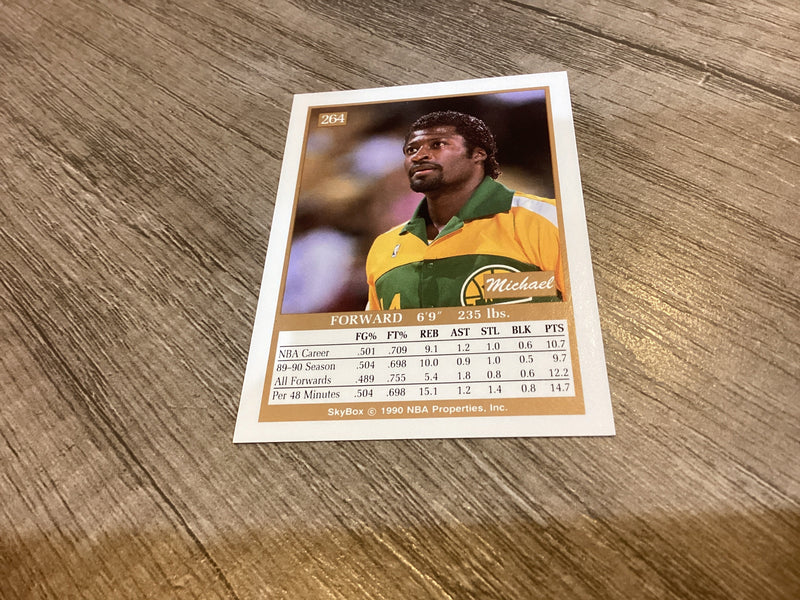 264
Michael
FORWARD 6'9" 235 lbs.
FG% FT% REB AST STL BLK PTS
NBA Career .501 .709 9.1 1.2 1.0 0.6 10.7
89-90 Season .504 .698 10.0 0.9 1.0 0.5 9.7
All Forwards .489 .755 5.4 1.8 0.8 0.6 12.2
Per 48 Minutes .504 .698 15.1 1.2 1.4 0.8 14.7
SkyBox © 1990 NBA Properties, Inc.